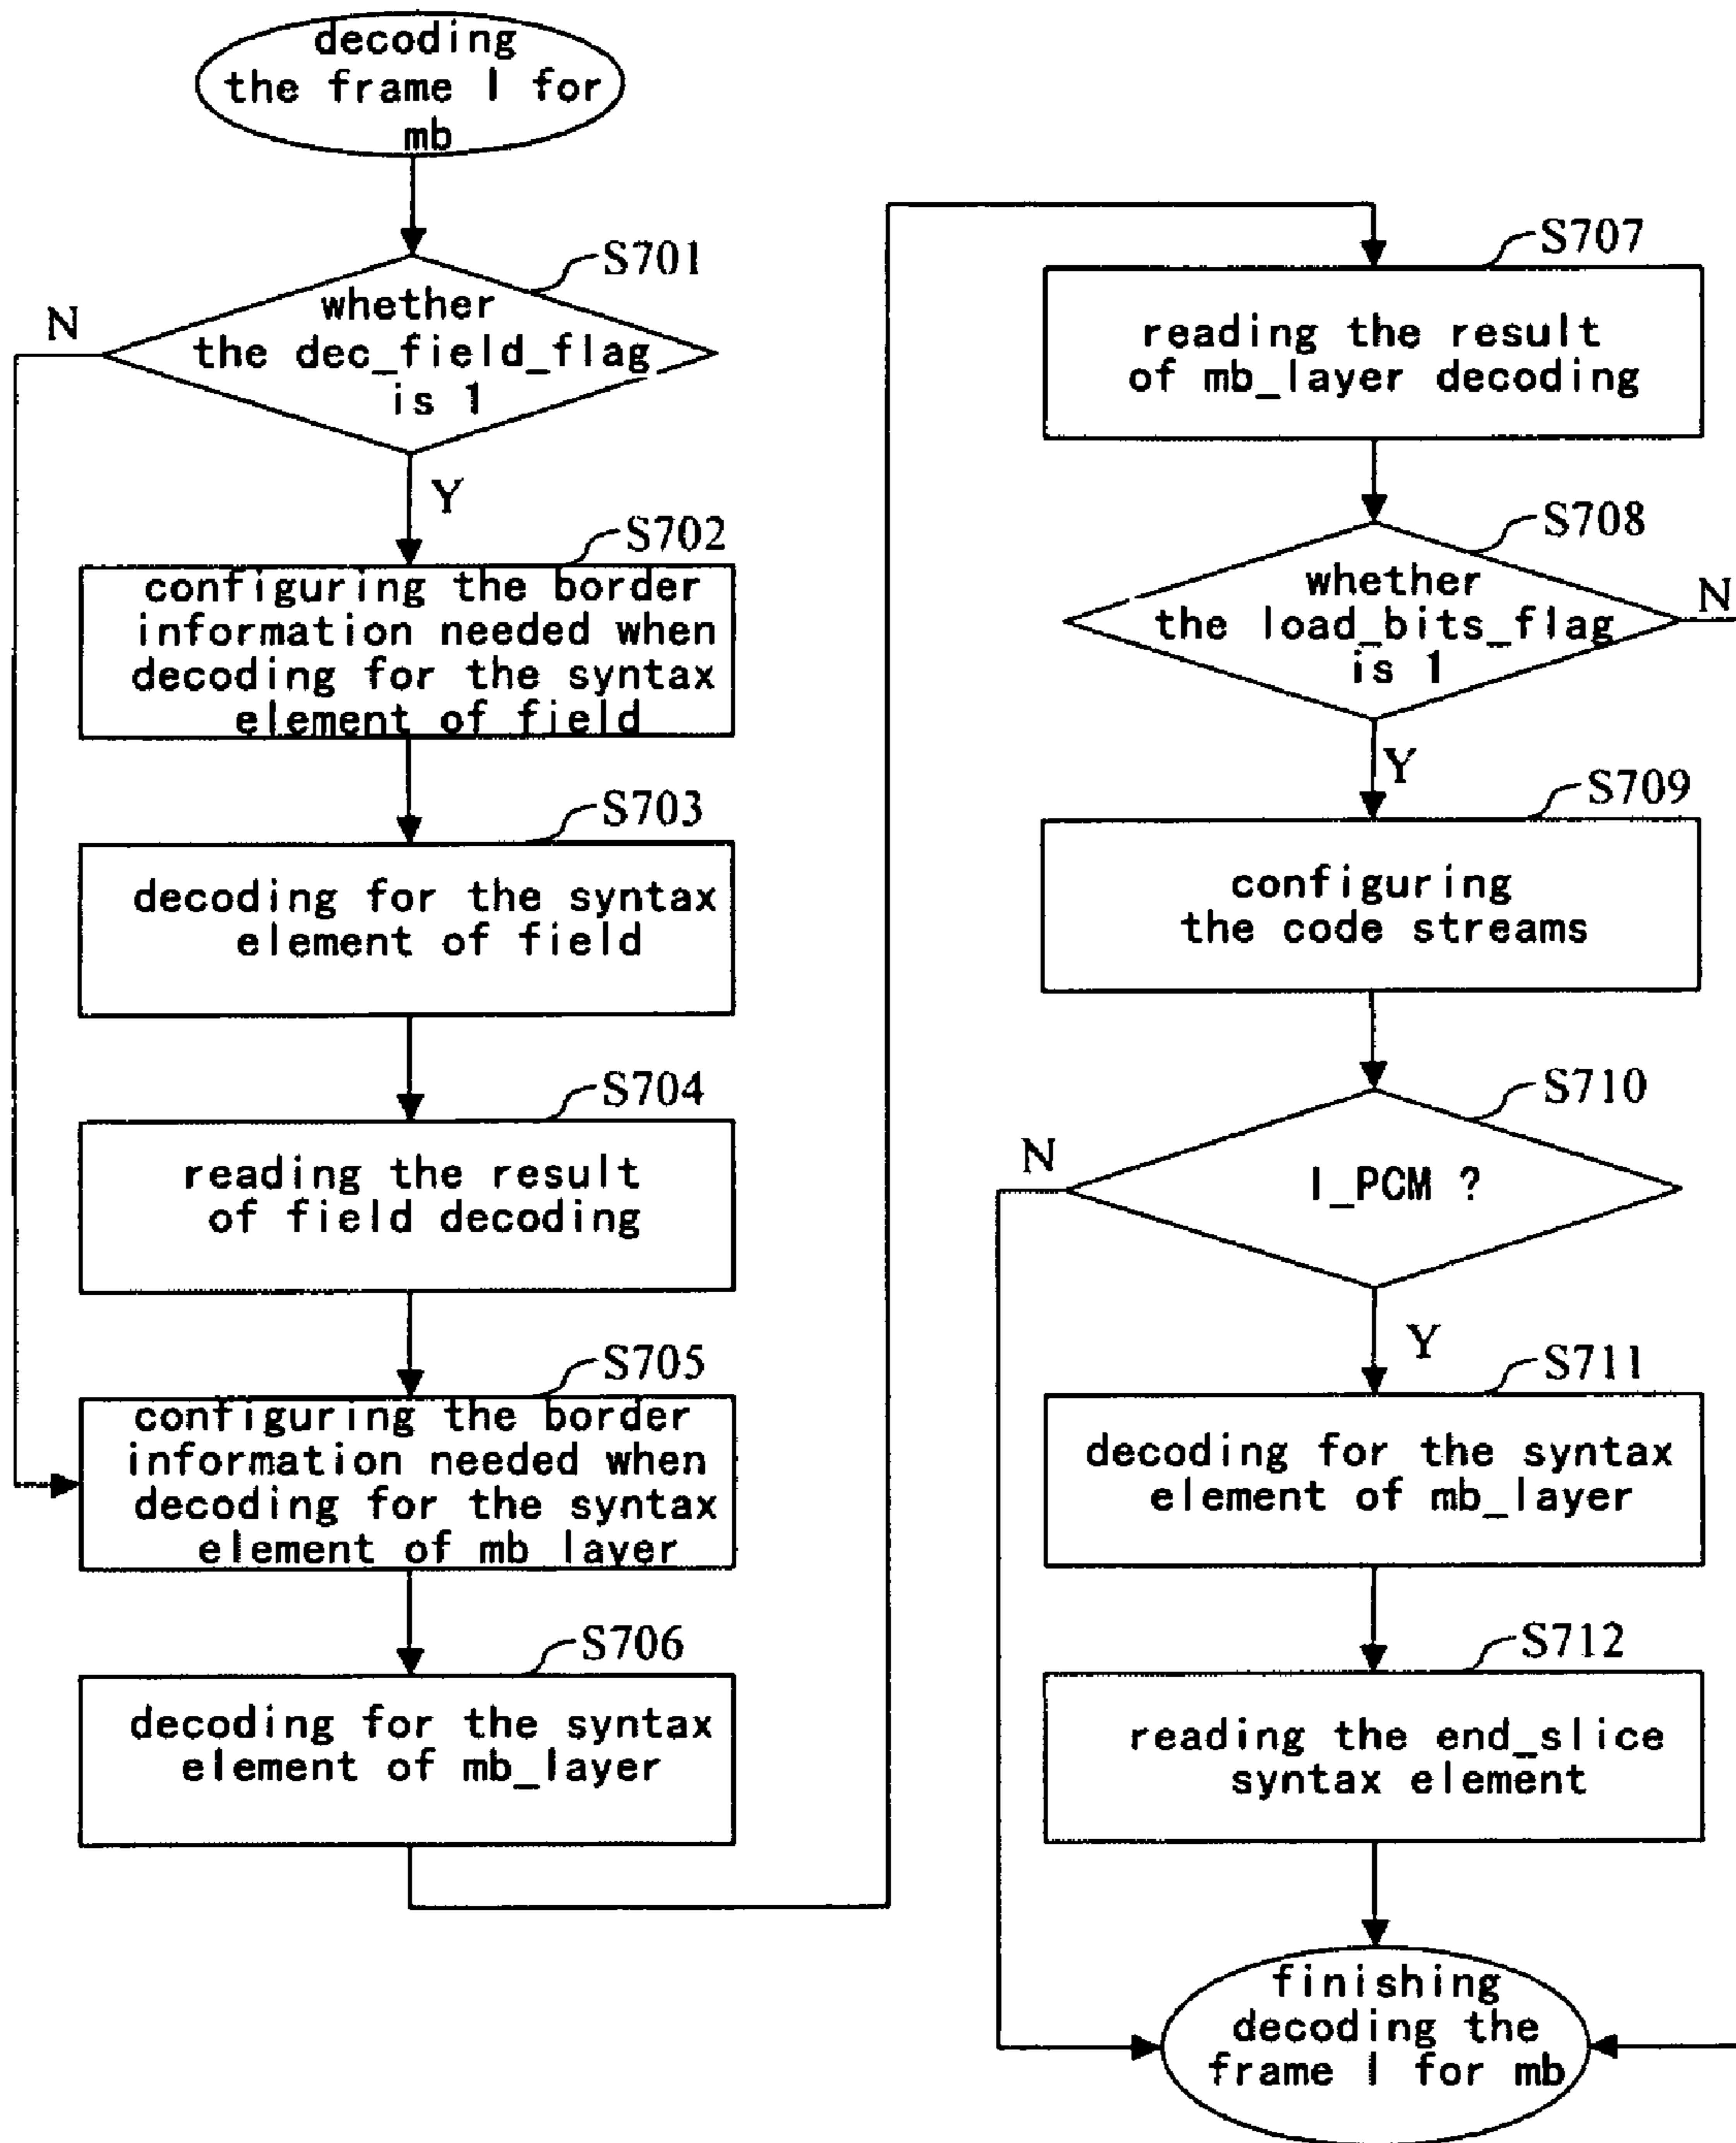 decoding
the frame I for
mb
S701
N
whether
the dec_field_flag
is 1
Y
S702
configuring the border
information needed when
decoding for the syntax
element of field
S703
decoding for the syntax
element of field
S704
reading the result
of field decoding
S705
configuring the border
information needed when
decoding for the syntax
element of mb layer
S706
decoding for the syntax
element of mb_layer
S707
reading the result
of mb_layer decoding
S708
whether
the load_bits_flag
is 1
N
Y
S709
configuring
the code streams
S710
N
I_PCM ?
Y
S711
decoding for the syntax
element of mb_layer
S712
reading the end_slice
syntax element
finishing
decoding the
frame I for mb